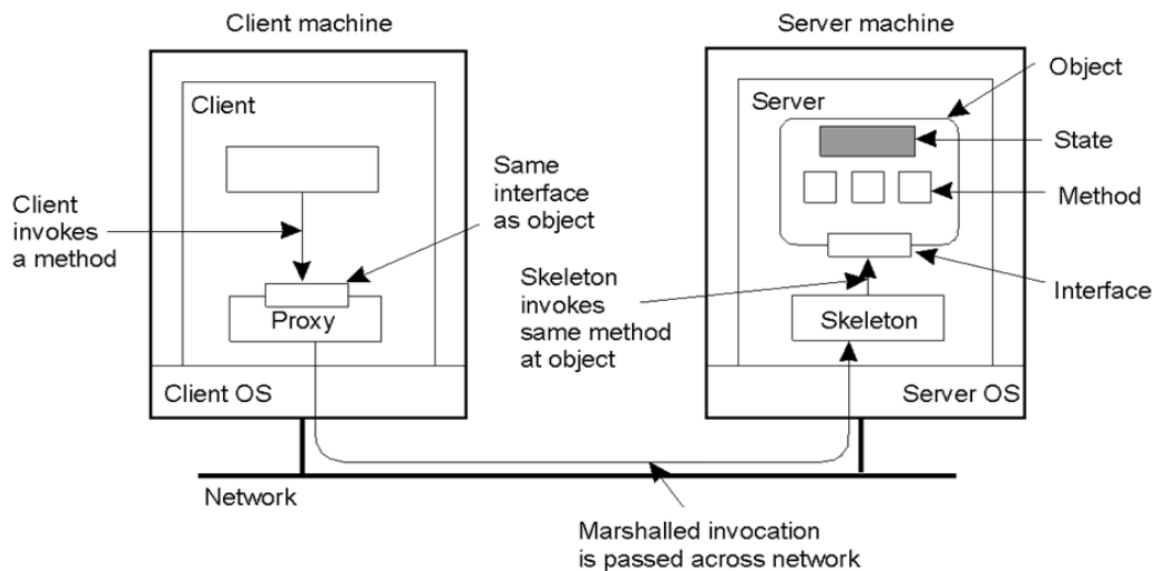 Client machine
Server machine
Object
Client
Server
State
Same
interface
as object
Method
Client
invokes
a method
Skeleton
invokes
same method
at object
Interface
Proxy
Skeleton
Client OS
Server OS
Network
Marshalled invocation
is passed across network